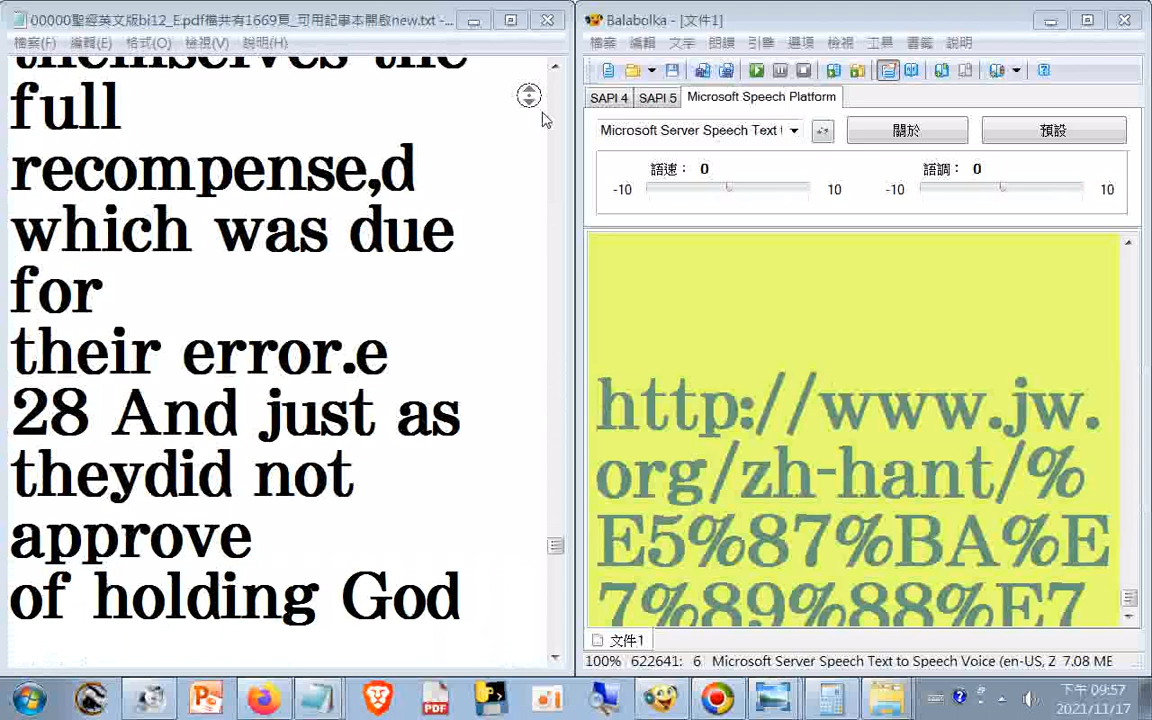 00000聖經英文版bi12_E.pdf檔共有1669頁_可用記事本開啟new.txt -...
檔案(F) 編輯(E) 格式(O) 檢視(V) 說明(H)
themselves the
full
recompense,d
which was due
for
their error.e
28 And just as
theydid not
approve
of holding God
Balabolka - [文件1]
檔案 編輯 文字 朗讀 引擎 選項 檢視 工具 書籤 說明
SAPI 4 SAPI 5 Microsoft Speech Platform
Microsoft Server Speech Text 關於 預設
語速： 0 語調： 0
-10 10 -10 10
http://www.jw.
org/zh-hant/%
E5%87%BA%E
7%89%88%E7
文件1
100% 622641: 6 Microsoft Server Speech Text to Speech Voice (en-US, Z 7.08 ME
下午 09:57
2021/11/17